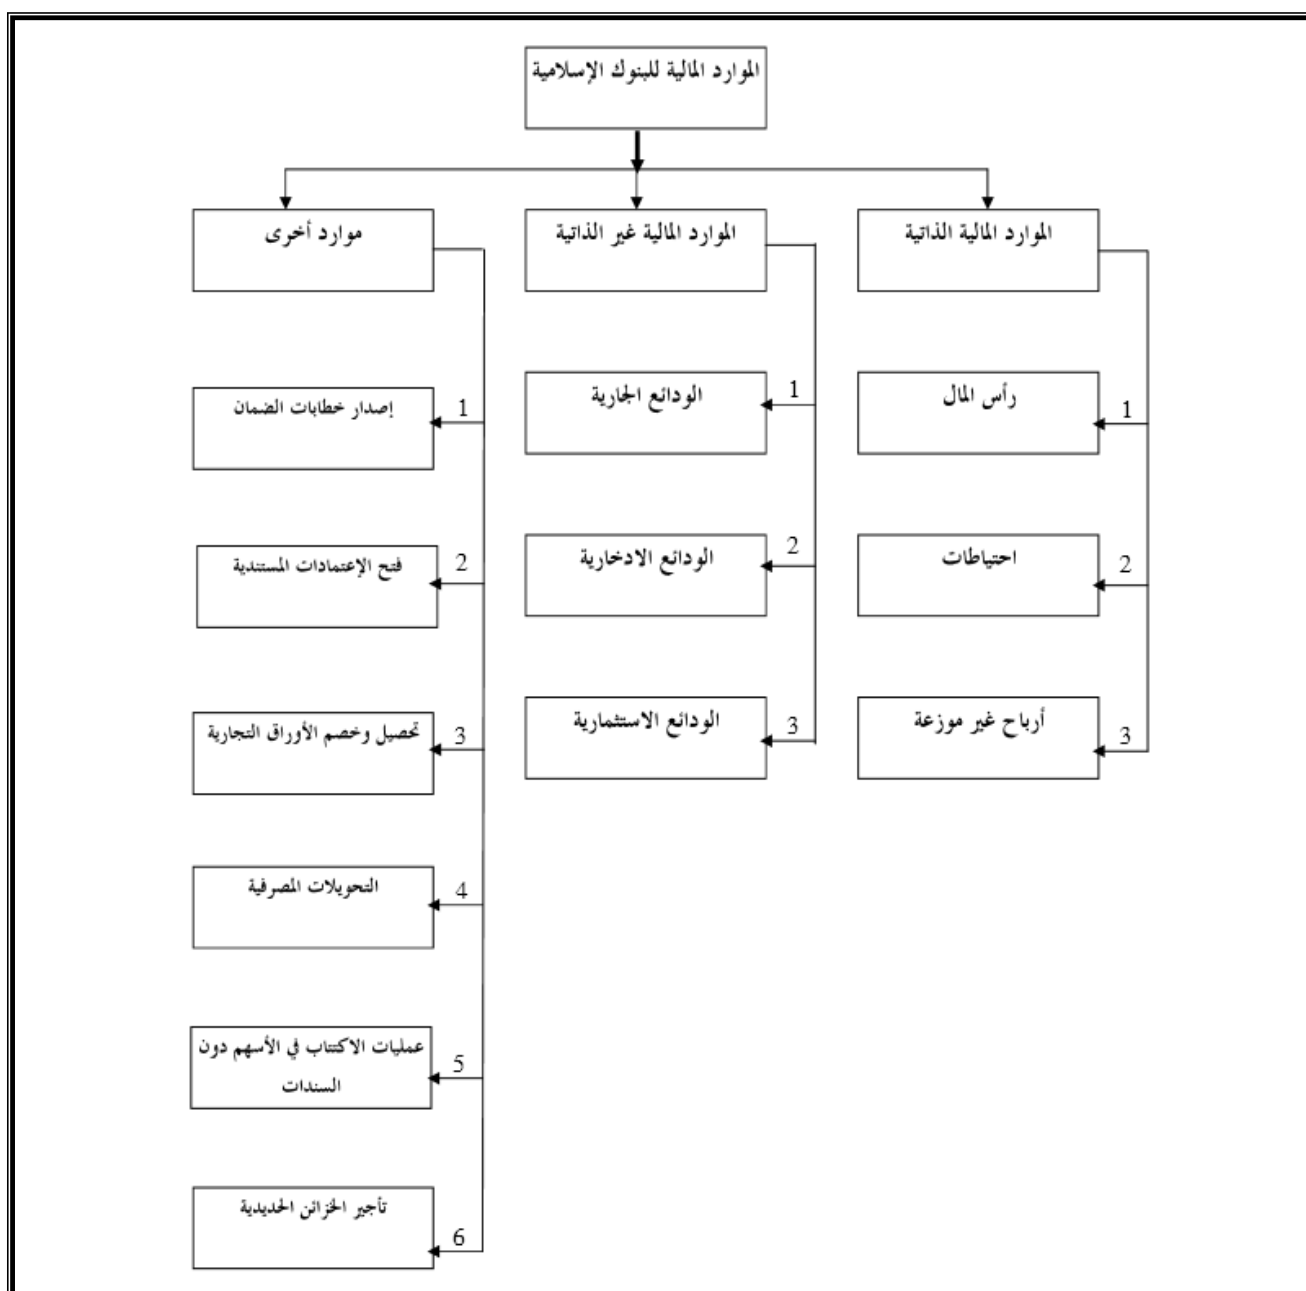 الموارد المالية للبنوك الإسلامية
الموارد المالية الذاتية
الموارد المالية غير الذاتية
موارد أخرى
1
رأس المال
2
احتياطات
3
أرباح غير موزعة
1
الودائع الجارية
2
الودائع الادخارية
3
الودائع الاستثمارية
1
إصدار خطابات الضمان
2
فتح الإعتمادات المستندية
3
تحصيل وخصم الأوراق التجارية
4
التحويلات المصرفية
5
عمليات الاكتتاب في الأسهم دون
السندات
6
تأجير الخزائن الحديدية